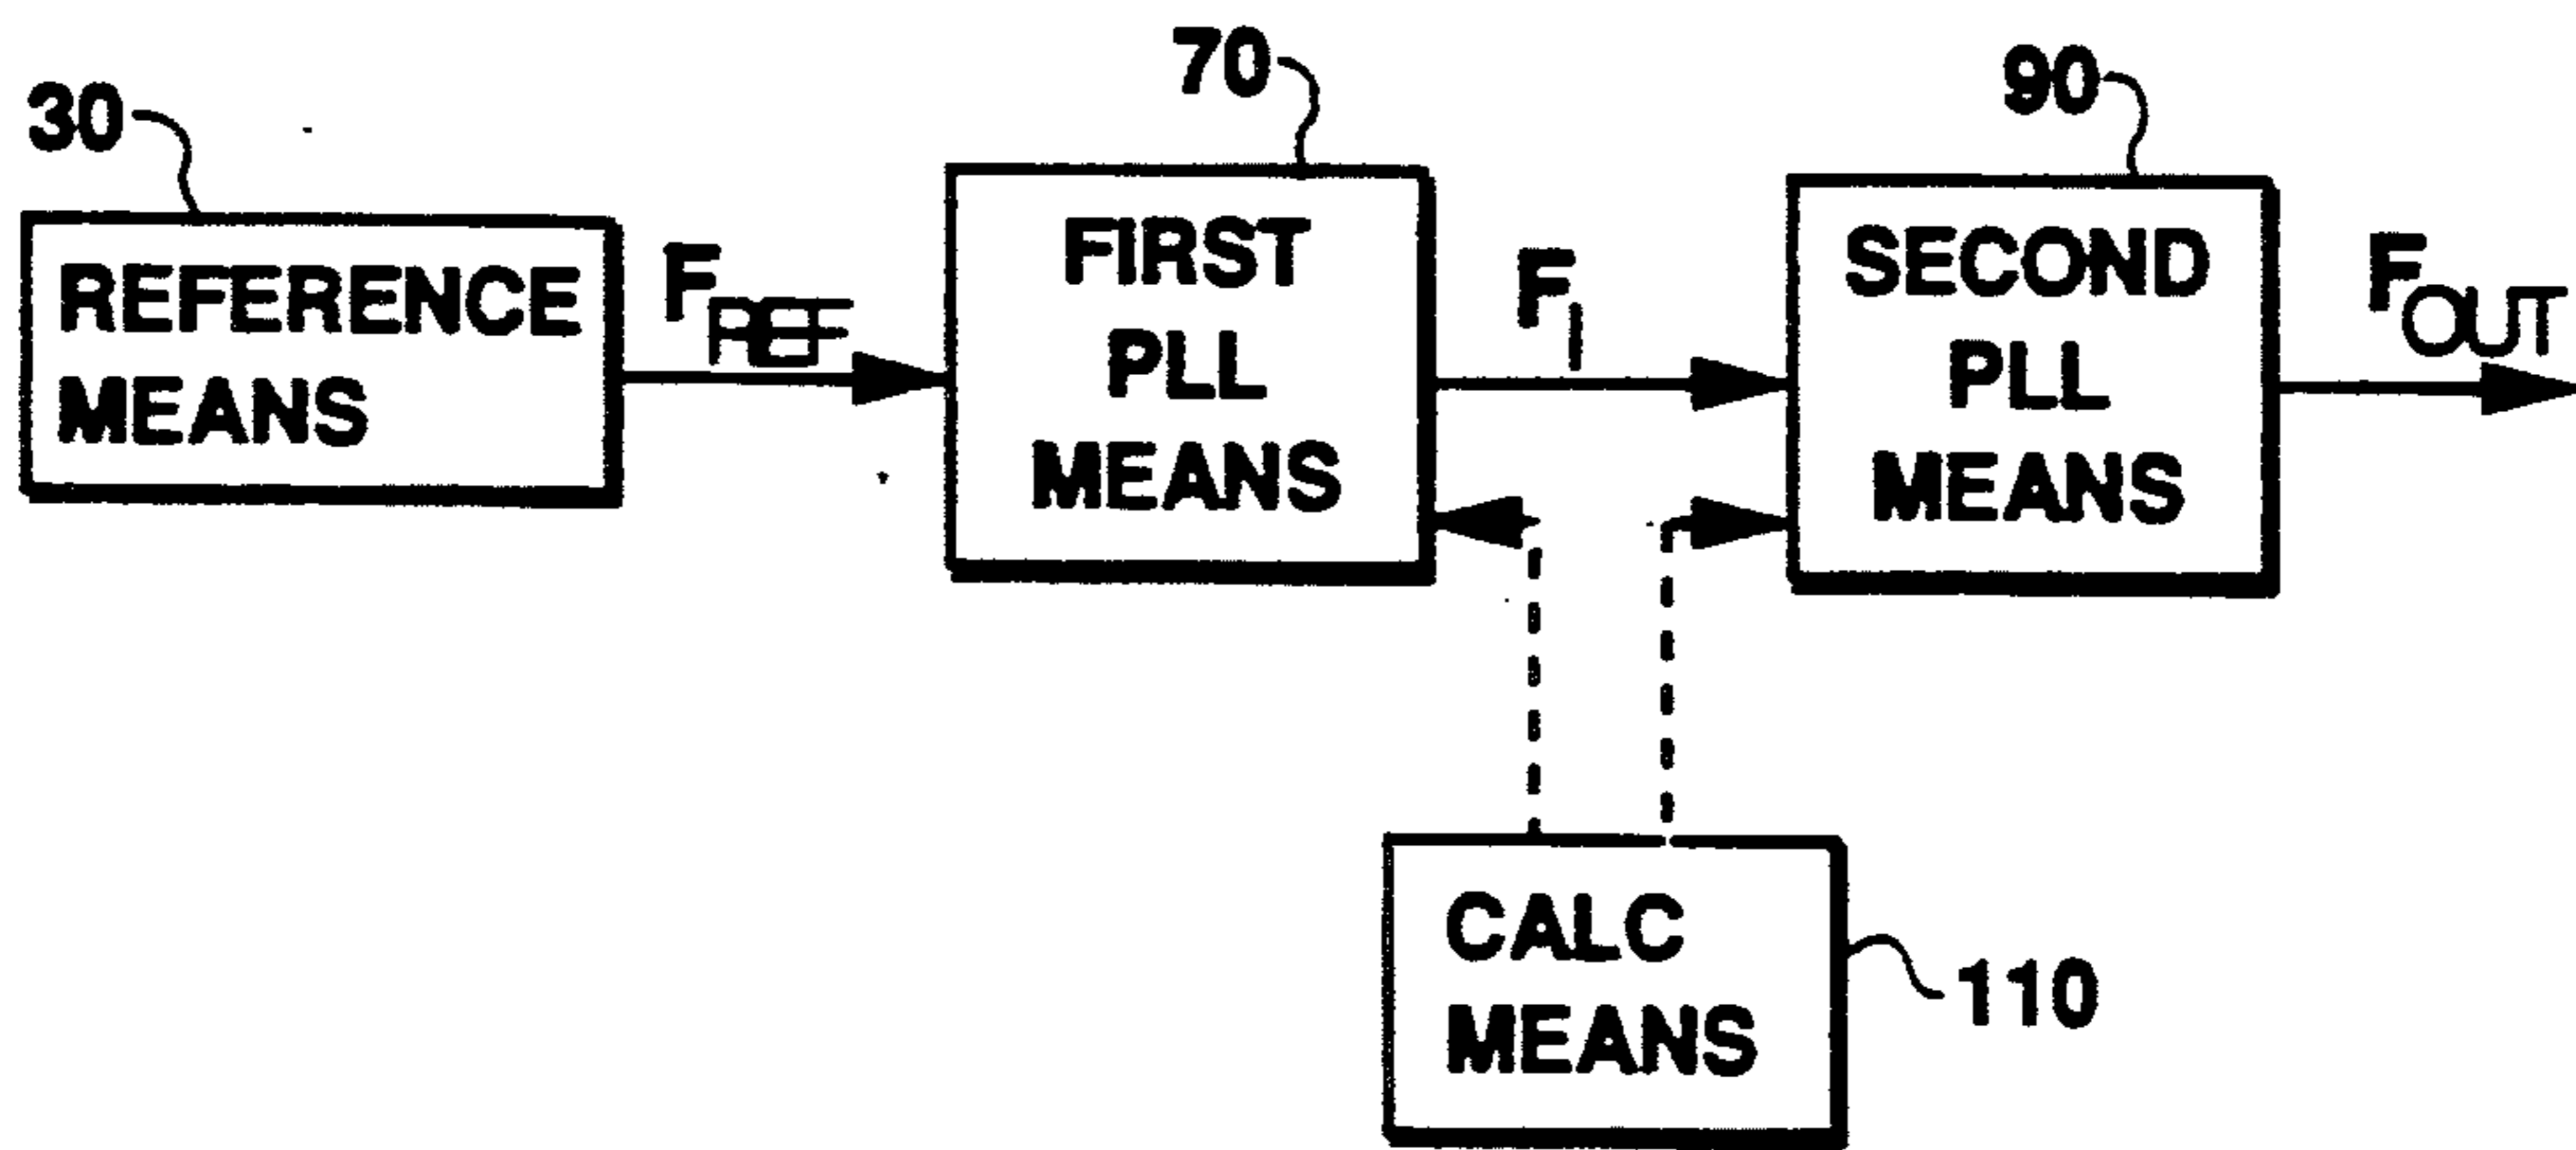 30
70
90
REFERENCE
MEANS
F_REF
FIRST
PLL
MEANS
F_I
SECOND
PLL
MEANS
F_OUT
CALC
MEANS
110